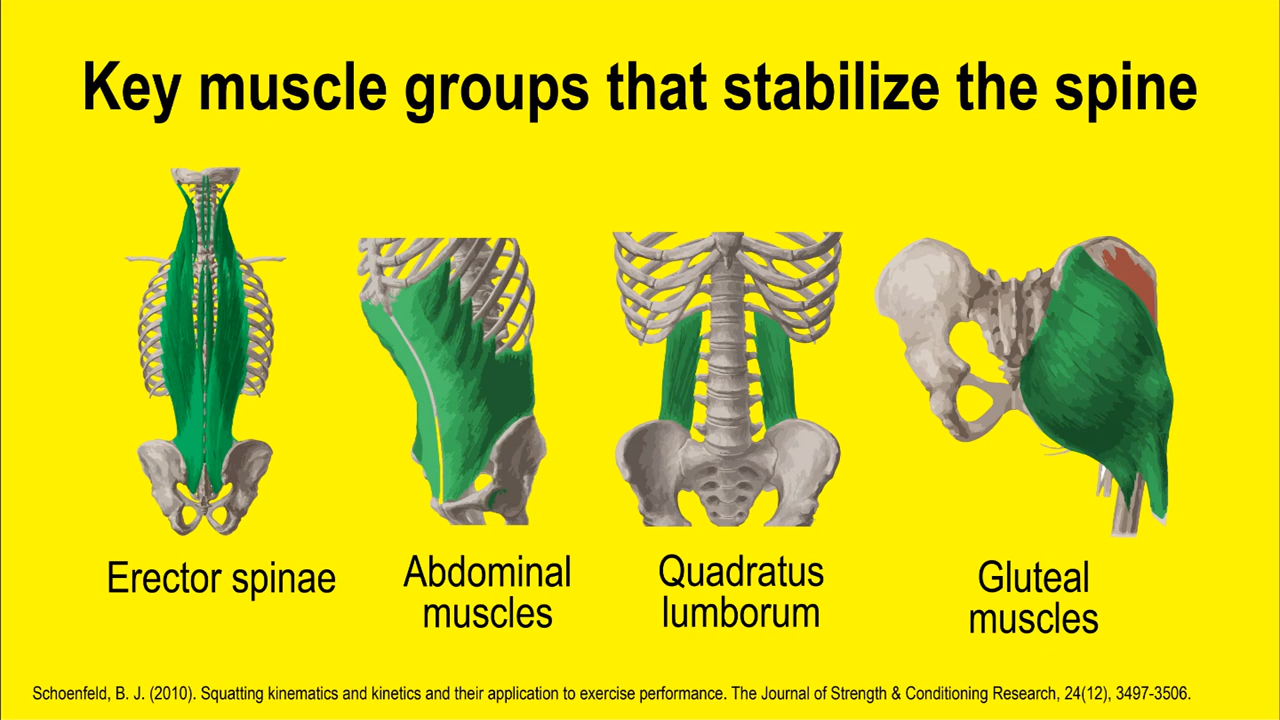 Key muscle groups that stabilize the spine
Erector spinae
Abdominal
muscles
Quadratus
lumborum
Gluteal
muscles
Schoenfeld, B. J. (2010). Squatting kinematics and kinetics and their application to exercise performance. The Journal of Strength & Conditioning Research, 24(12), 3497-3506.